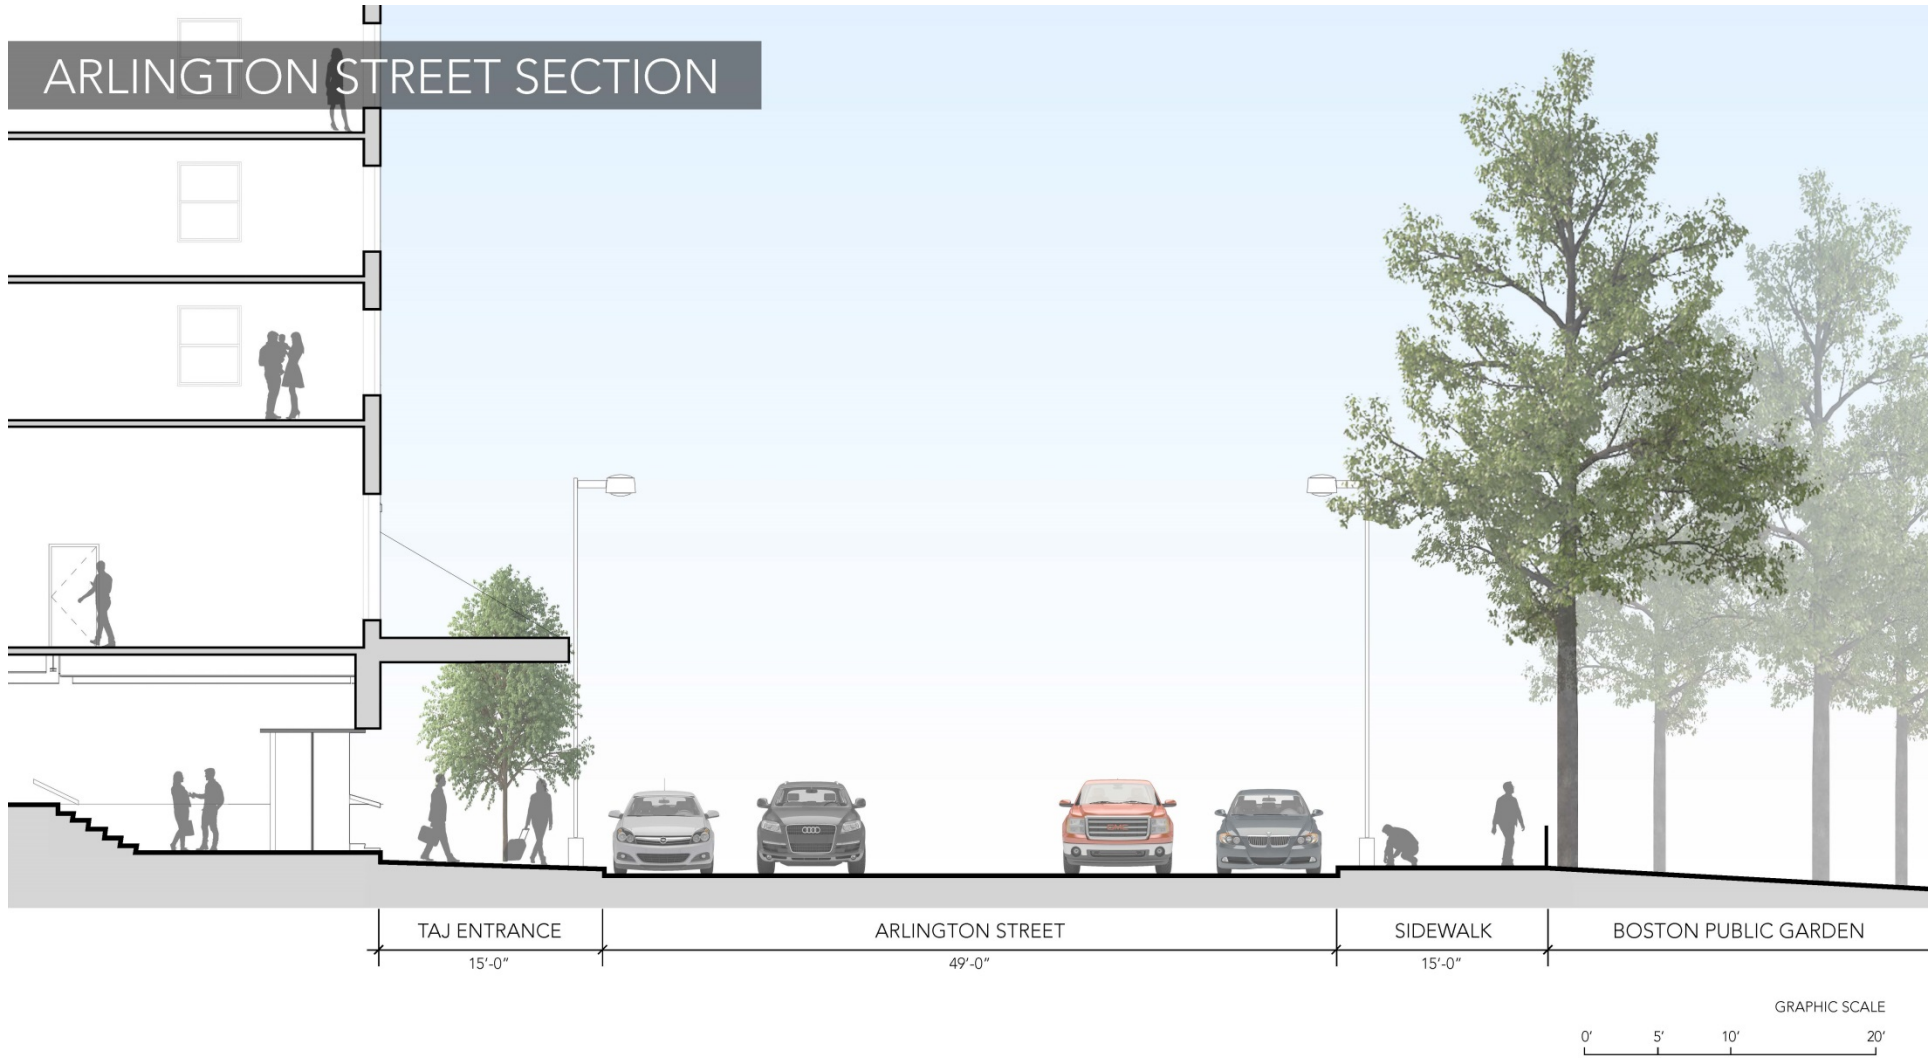 ARLINGTON STREET SECTION
TAJ ENTRANCE
ARLINGTON STREET
SIDEWALK
BOSTON PUBLIC GARDEN
15'-0"
49'-0"
15'-0"
GRAPHIC SCALE
0' 5' 10' 20'